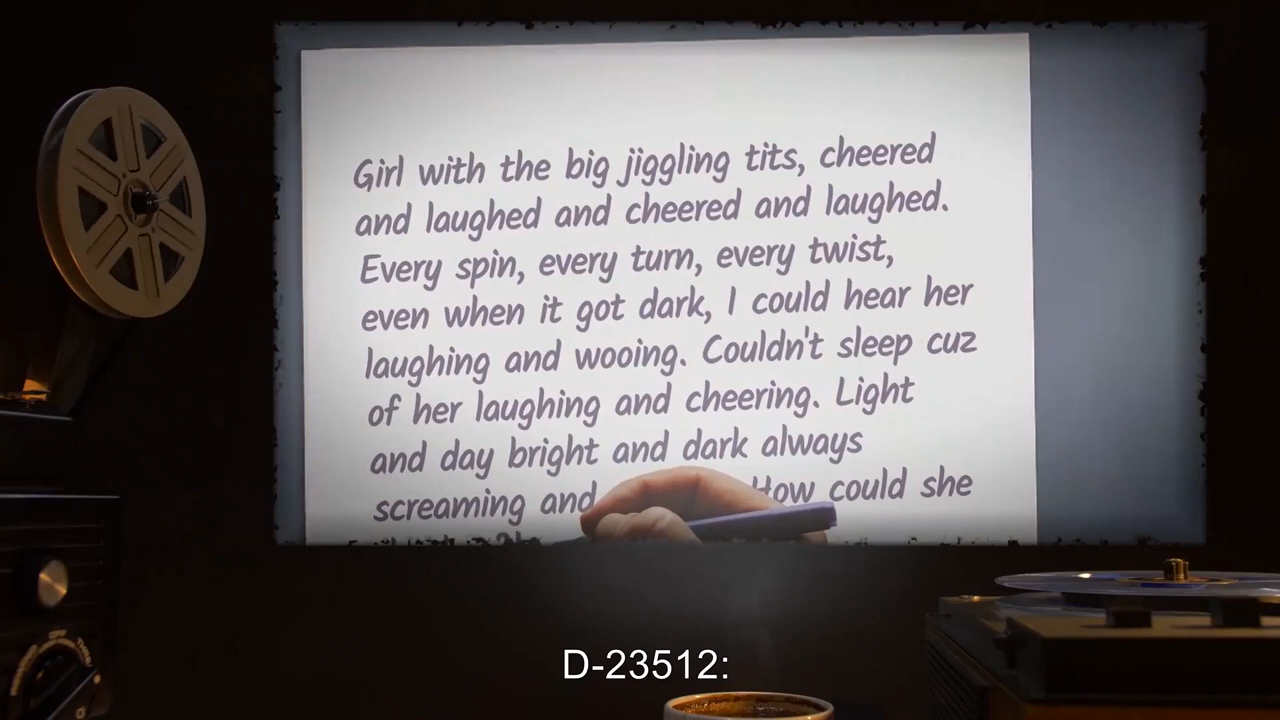 Girl with the big jiggling tits, cheered
and laughed and cheered and laughed.
Every spin, every turn, every twist,
even when it got dark, I could hear her
laughing and wooing. Couldn't sleep cuz
of her laughing and cheering. Light
and day bright and dark always
screaming and How could she
D-23512: